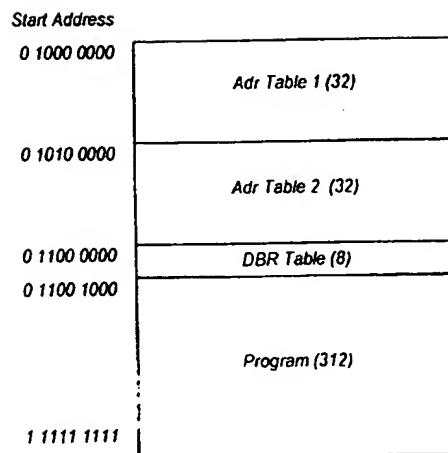 Start Address
0 1000 0000
Adr Table 1 (32)
0 1010 0000
Adr Table 2 (32)
0 1100 0000
DBR Table (8)
0 1100 1000
Program (312)
1 1111 1111